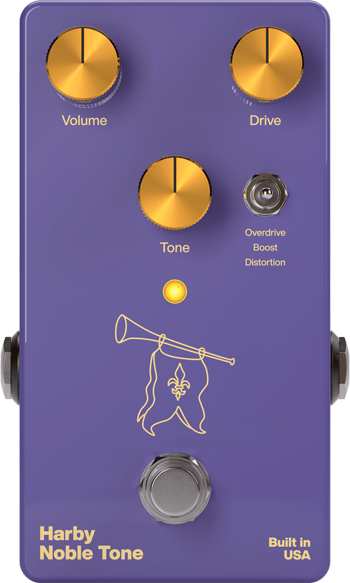 Volume
Drive
Tone
Overdrive
Boost
Distortion
Harby
Noble Tone
Built in
USA